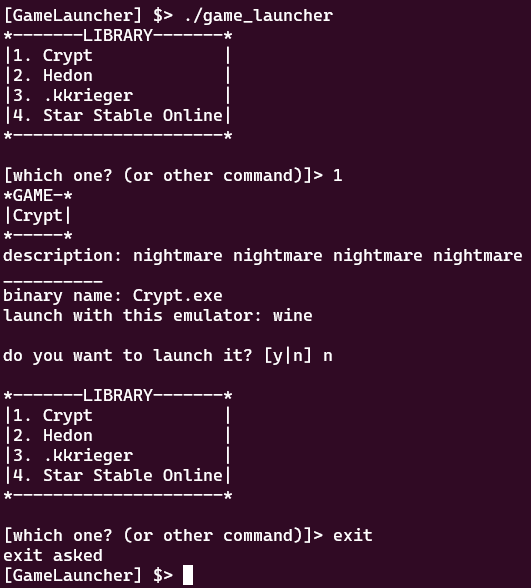 [GameLauncher] $> ./game_launcher
*-------LIBRARY-------*
|1. Crypt             |
|2. Hedon             |
|3. .kkrieger         |
|4. Star Stable Online|
*---------------------*

[which one? (or other command)]> 1
*GAME-*
|Crypt|
*-----*
description: nightmare nightmare nightmare nightmare
__________
binary name: Crypt.exe
launch with this emulator: wine

do you want to launch it? [y|n] n

*-------LIBRARY-------*
|1. Crypt             |
|2. Hedon             |
|3. .kkrieger         |
|4. Star Stable Online|
*---------------------*

[which one? (or other command)]> exit
exit asked
[GameLauncher] $>